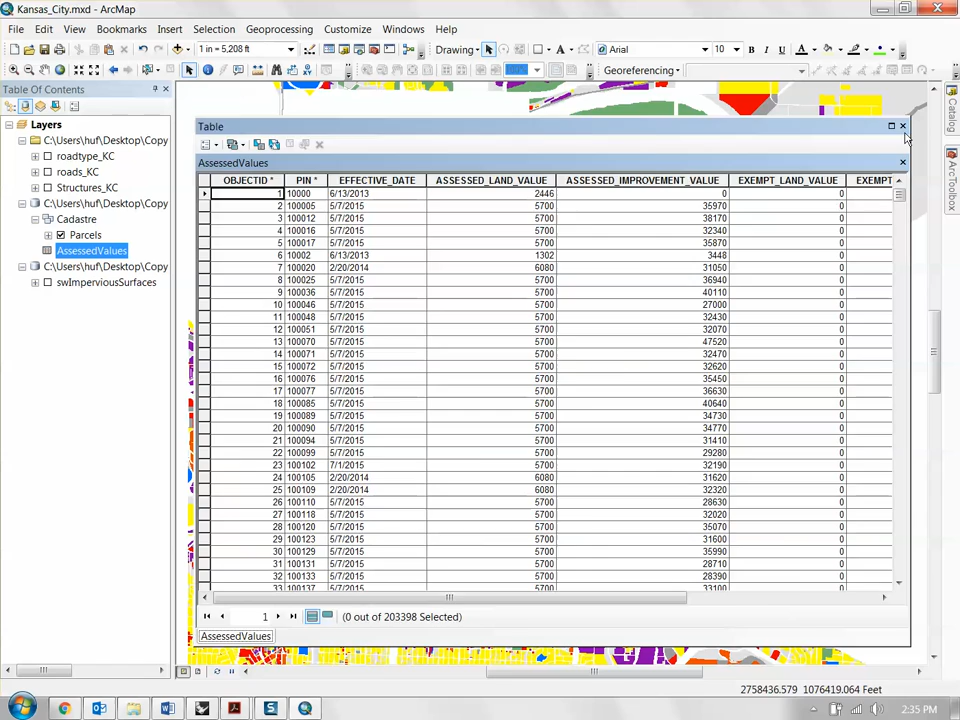 Kansas_City.mxd - ArcMap
File Edit View Bookmarks Insert Selection Geoprocessing Customize Windows Help
1 in = 5,208 ft Drawing Arial 10 B I U A
Georeferencing
Table Of Contents
Layers
C:\Users\huf\Desktop\Copy
roadtype_KC
roads_KC
Structures_KC
C:\Users\huf\Desktop\Copy
Cadastre
Parcels
AssessedValues
C:\Users\huf\Desktop\Copy
swImperviousSurfaces
Table
AssessedValues
OBJECTID * PIN * EFFECTIVE_DATE ASSESSED_LAND_VALUE ASSESSED_IMPROVEMENT_VALUE EXEMPT_LAND_VALUE EXEMPT
1 10000 6/13/2013 2446 0 0
2 100005 5/7/2015 5700 35970 0
3 100012 5/7/2015 5700 38170 0
4 100016 5/7/2015 5700 32340 0
5 100017 5/7/2015 5700 35870 0
6 10002 6/13/2013 1302 3448 0
7 100020 2/20/2014 6080 31050 0
8 100025 5/7/2015 5700 36940 0
9 100036 5/7/2015 5700 40110 0
10 100046 5/7/2015 5700 27000 0
11 100048 5/7/2015 5700 32430 0
12 100051 5/7/2015 5700 32070 0
13 100070 5/7/2015 5700 47520 0
14 100071 5/7/2015 5700 32470 0
15 100072 5/7/2015 5700 32620 0
16 100076 5/7/2015 5700 35450 0
17 100077 5/7/2015 5700 36630 0
18 100085 5/7/2015 5700 40640 0
19 100089 5/7/2015 5700 34730 0
20 100090 5/7/2015 5700 34770 0
21 100094 5/7/2015 5700 31410 0
22 100099 5/7/2015 5700 29280 0
23 100102 7/1/2015 5700 32190 0
24 100105 2/20/2014 6080 31620 0
25 100109 2/20/2014 6080 32320 0
26 100110 5/7/2015 5700 28630 0
27 100118 5/7/2015 5700 32020 0
28 100120 5/7/2015 5700 35070 0
29 100123 5/7/2015 5700 31600 0
30 100129 5/7/2015 5700 35990 0
31 100131 5/7/2015 5700 28710 0
32 100133 5/7/2015 5700 28390 0
33 100137 5/7/2015 5700 33100 0
1 (0 out of 203398 Selected)
AssessedValues
Catalog
ArcToolbox
2758436.579 1076419.064 Feet
2:35 PM